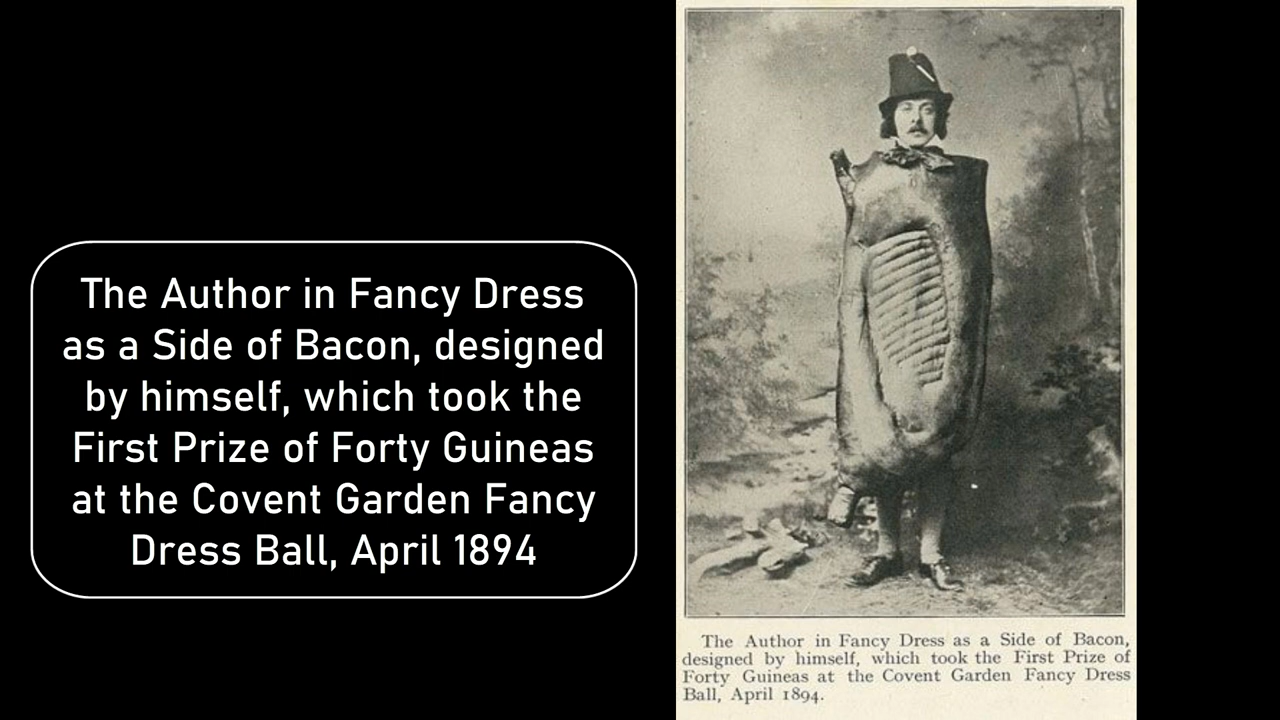 The Author in Fancy Dress
as a Side of Bacon, designed
by himself, which took the
First Prize of Forty Guineas
at the Covent Garden Fancy
Dress Ball, April 1894
The Author in Fancy Dress as a Side of Bacon,
designed by himself, which took the First Prize of
Forty Guineas at the Covent Garden Fancy Dress
Ball, April 1894.